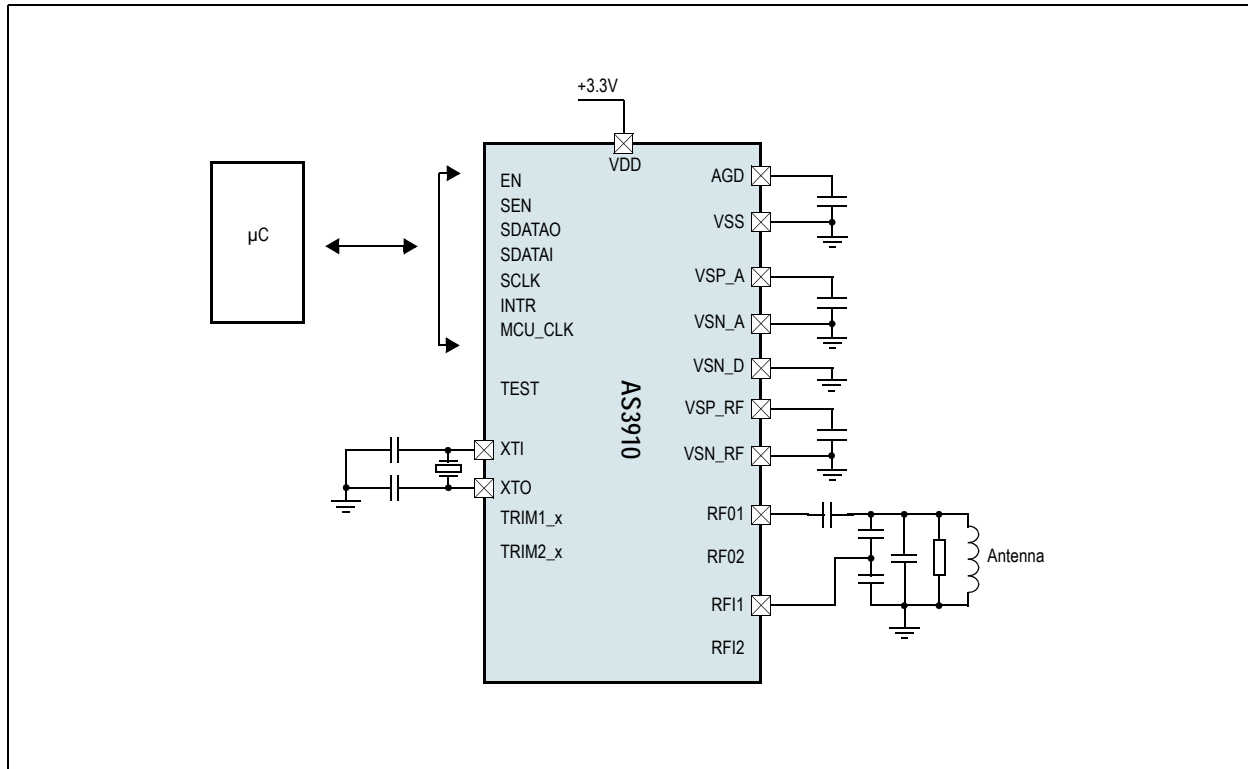 +3.3V
VDD
µC
EN
SEN
SDATAO
SDATAI
SCLK
INTR
MCU_CLK
TEST
XTI
XTO
TRIM1_x
TRIM2_x
AS3910
AGD
VSS
VSP_A
VSN_A
VSN_D
VSP_RF
VSN_RF
RF01
RF02
RFI1
RFI2
Antenna